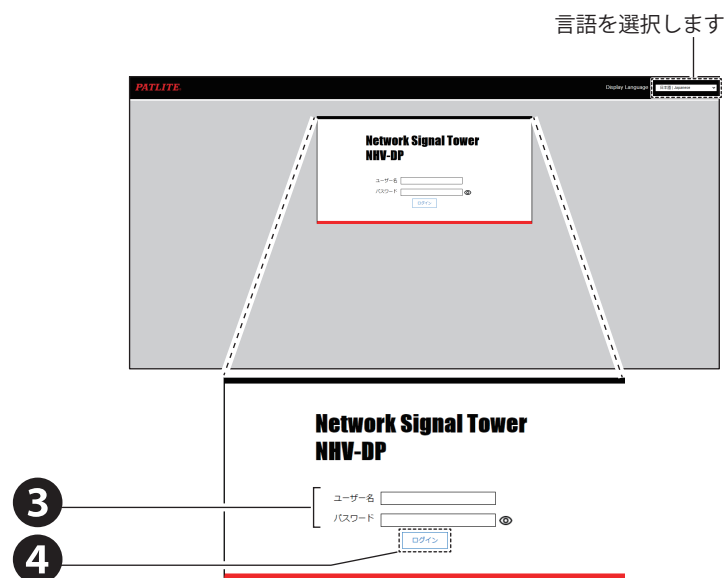 言語を選択します
PATLITE
Display Language
日本語 | Japanese
Network Signal Tower
NHV-DP
ユーザー名
パスワード
ログイン
Network Signal Tower
NHV-DP
3
ユーザー名
パスワード
4
ログイン